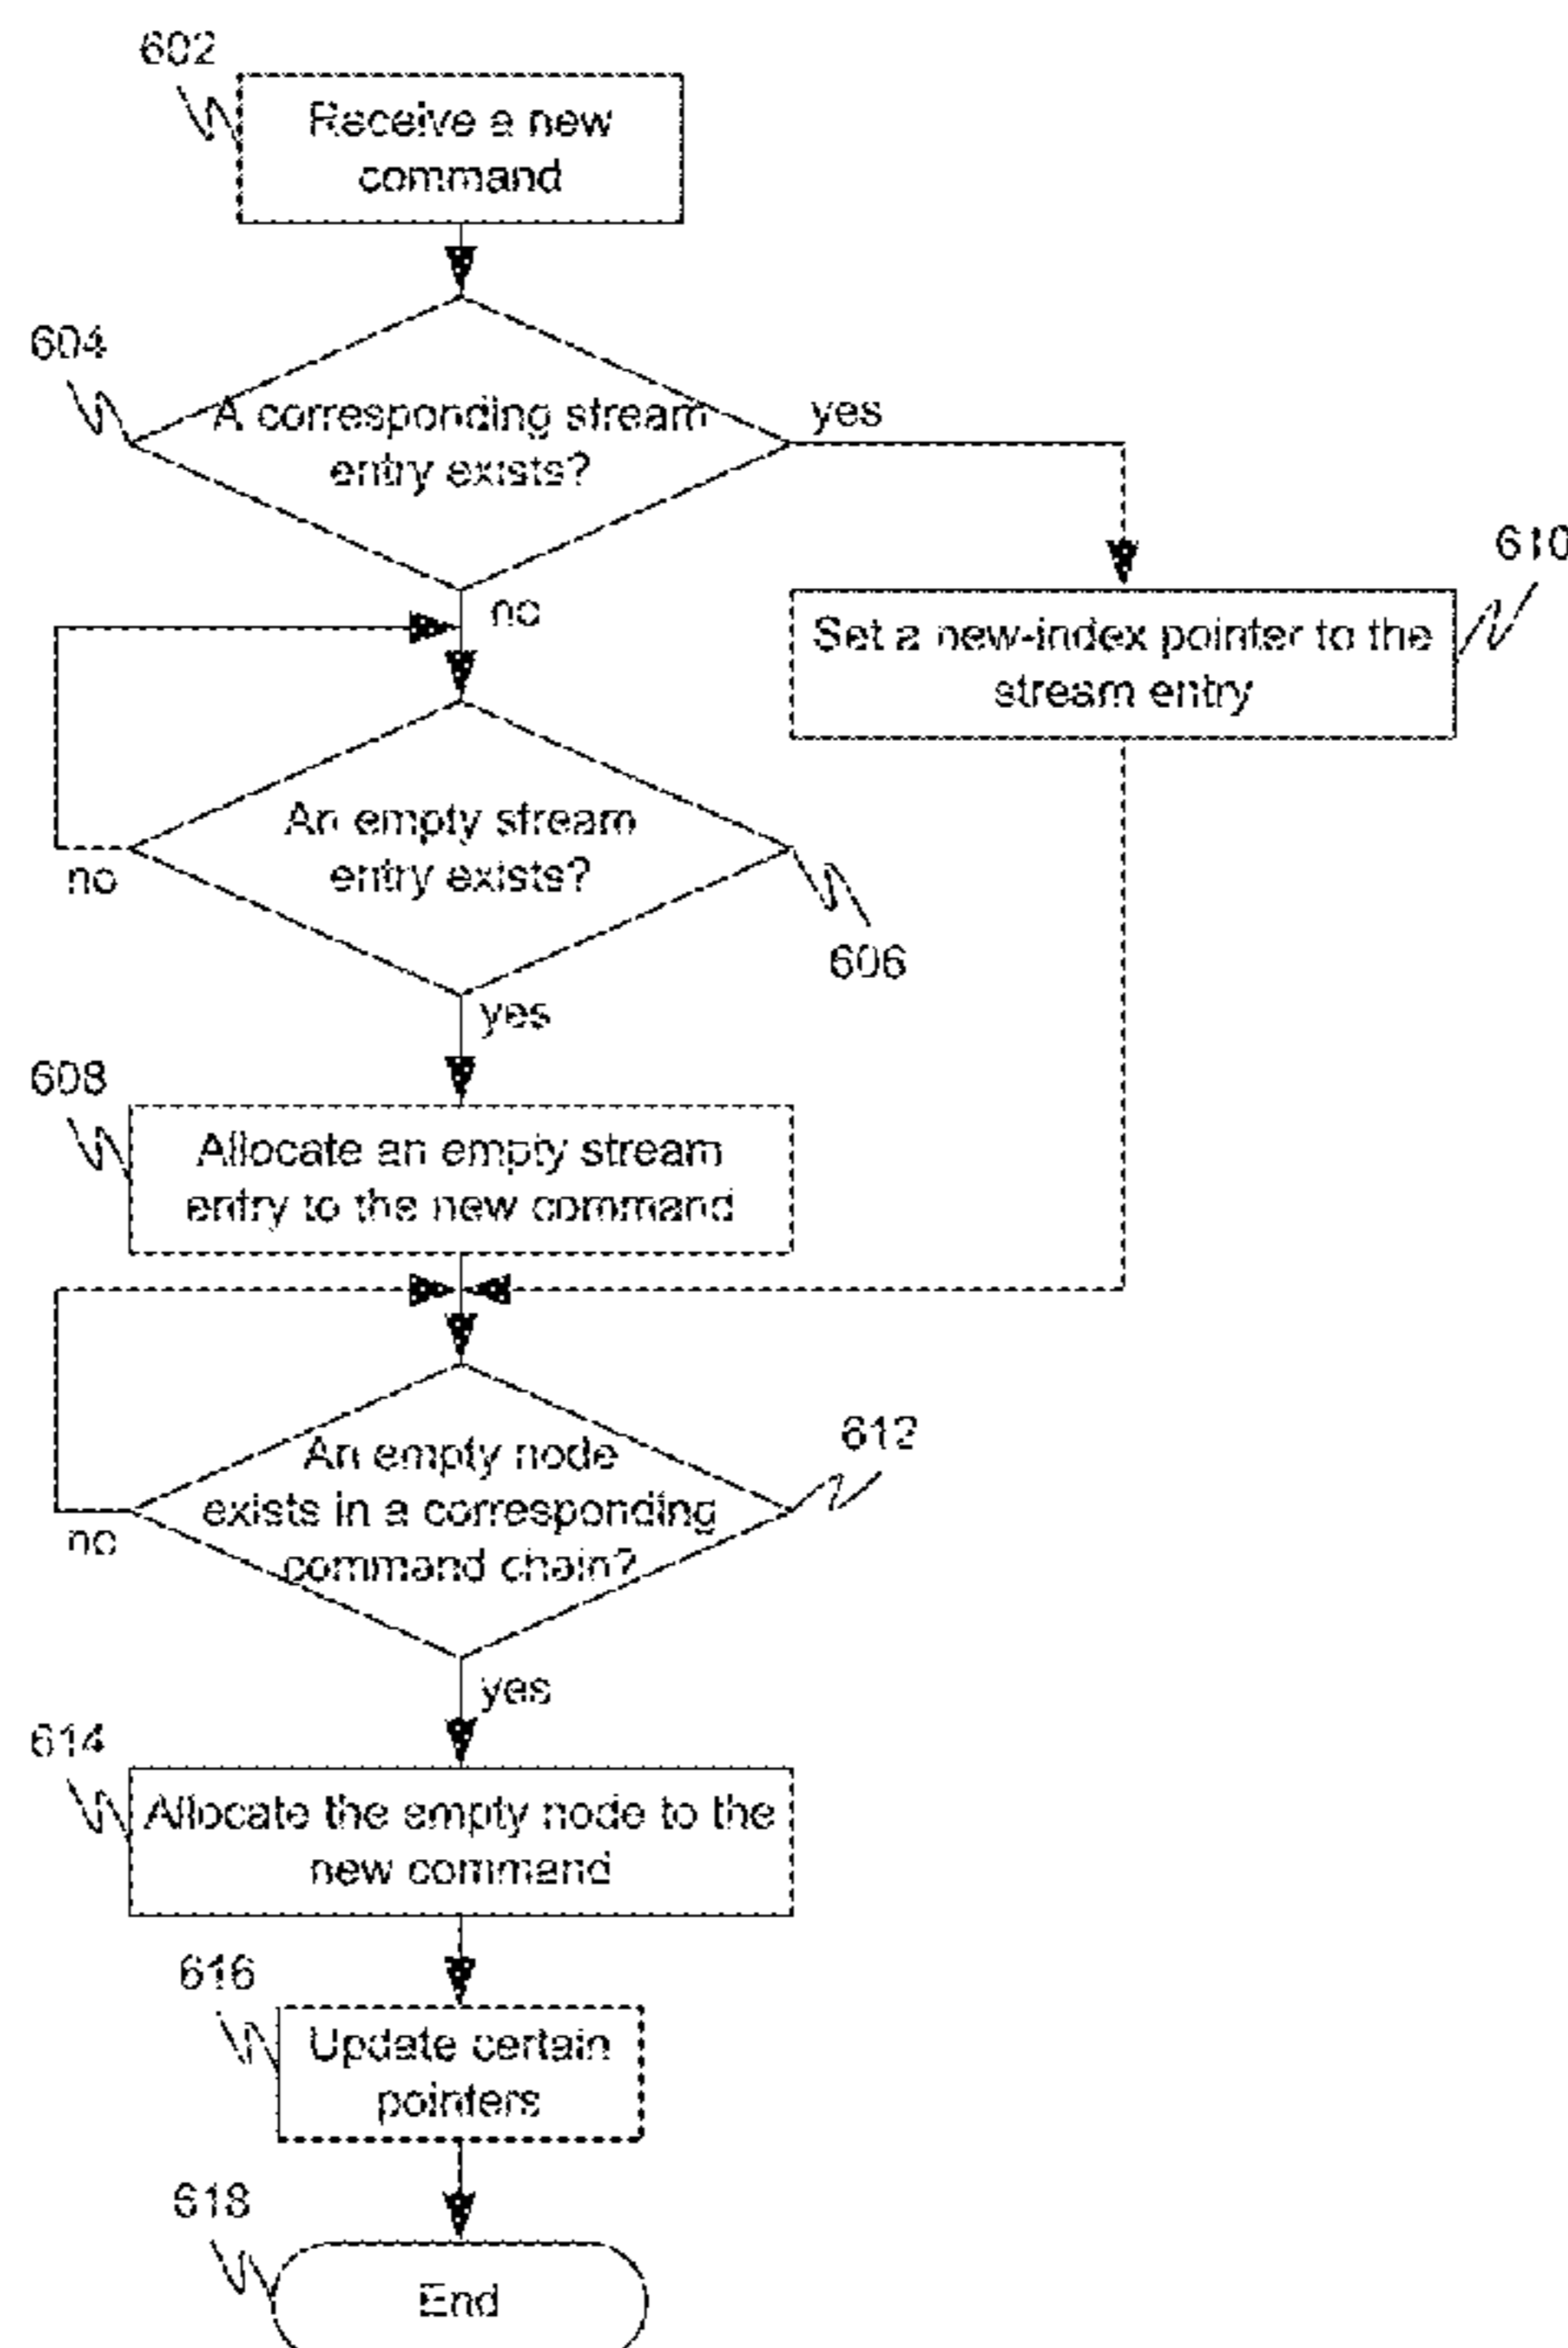 602
Receive a new
command
604
A corresponding stream
entry exists?
yes
no
610
Set a new-index pointer to the
stream entry
An empty stream
entry exists?
no
606
yes
608
Allocate an empty stream
entry to the new command
612
An empty node
exists in a corresponding
command chain?
no
yes
614
Allocate the empty node to the
new command
616
Update certain
pointers
618
End